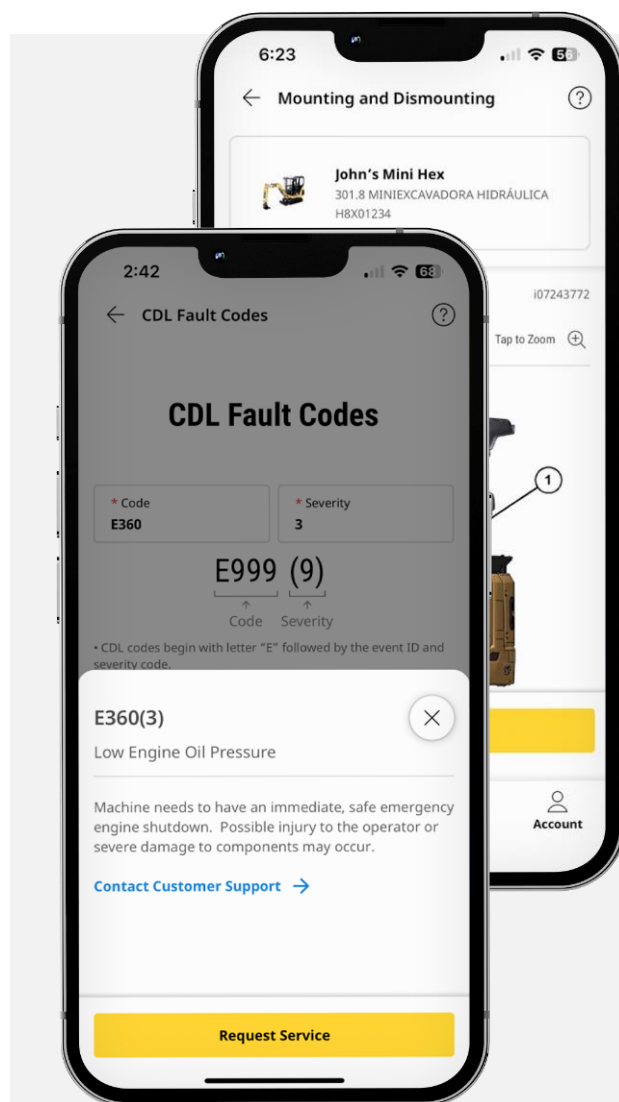 6:23
56
Mounting and Dismounting
?
John's Mini Hex
301.8 MINIEXCAVADORA HIDRÁULICA
H8X01234
i07243772
Tap to Zoom
1
Account
2:42
68
CDL Fault Codes
?
CDL Fault Codes
* Code
* Severity
E360
3
E999 (9)
Code Severity
• CDL codes begin with letter "E" followed by the event ID and
severity code.
E360(3)
Low Engine Oil Pressure
Machine needs to have an immediate, safe emergency
engine shutdown. Possible injury to the operator or
severe damage to components may occur.
Contact Customer Support →
Request Service